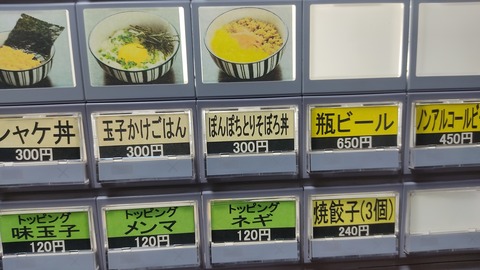 シャケ丼
300円
玉子かけごはん
300円
ぽんぽちとりそぼろ丼
300円
瓶ビール
650円
ノンアルコールビ
450円
トッピング
味玉子
120円
トッピング
メンマ
120円
トッピング
ネギ
120円
焼餃子(3個)
240円